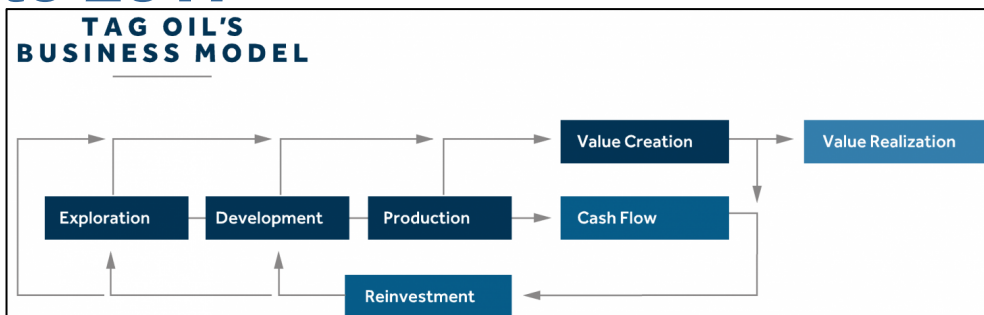 TAG OIL'S
BUSINESS MODEL
Value Creation
Value Realization
Exploration
Development
Production
Cash Flow
Reinvestment